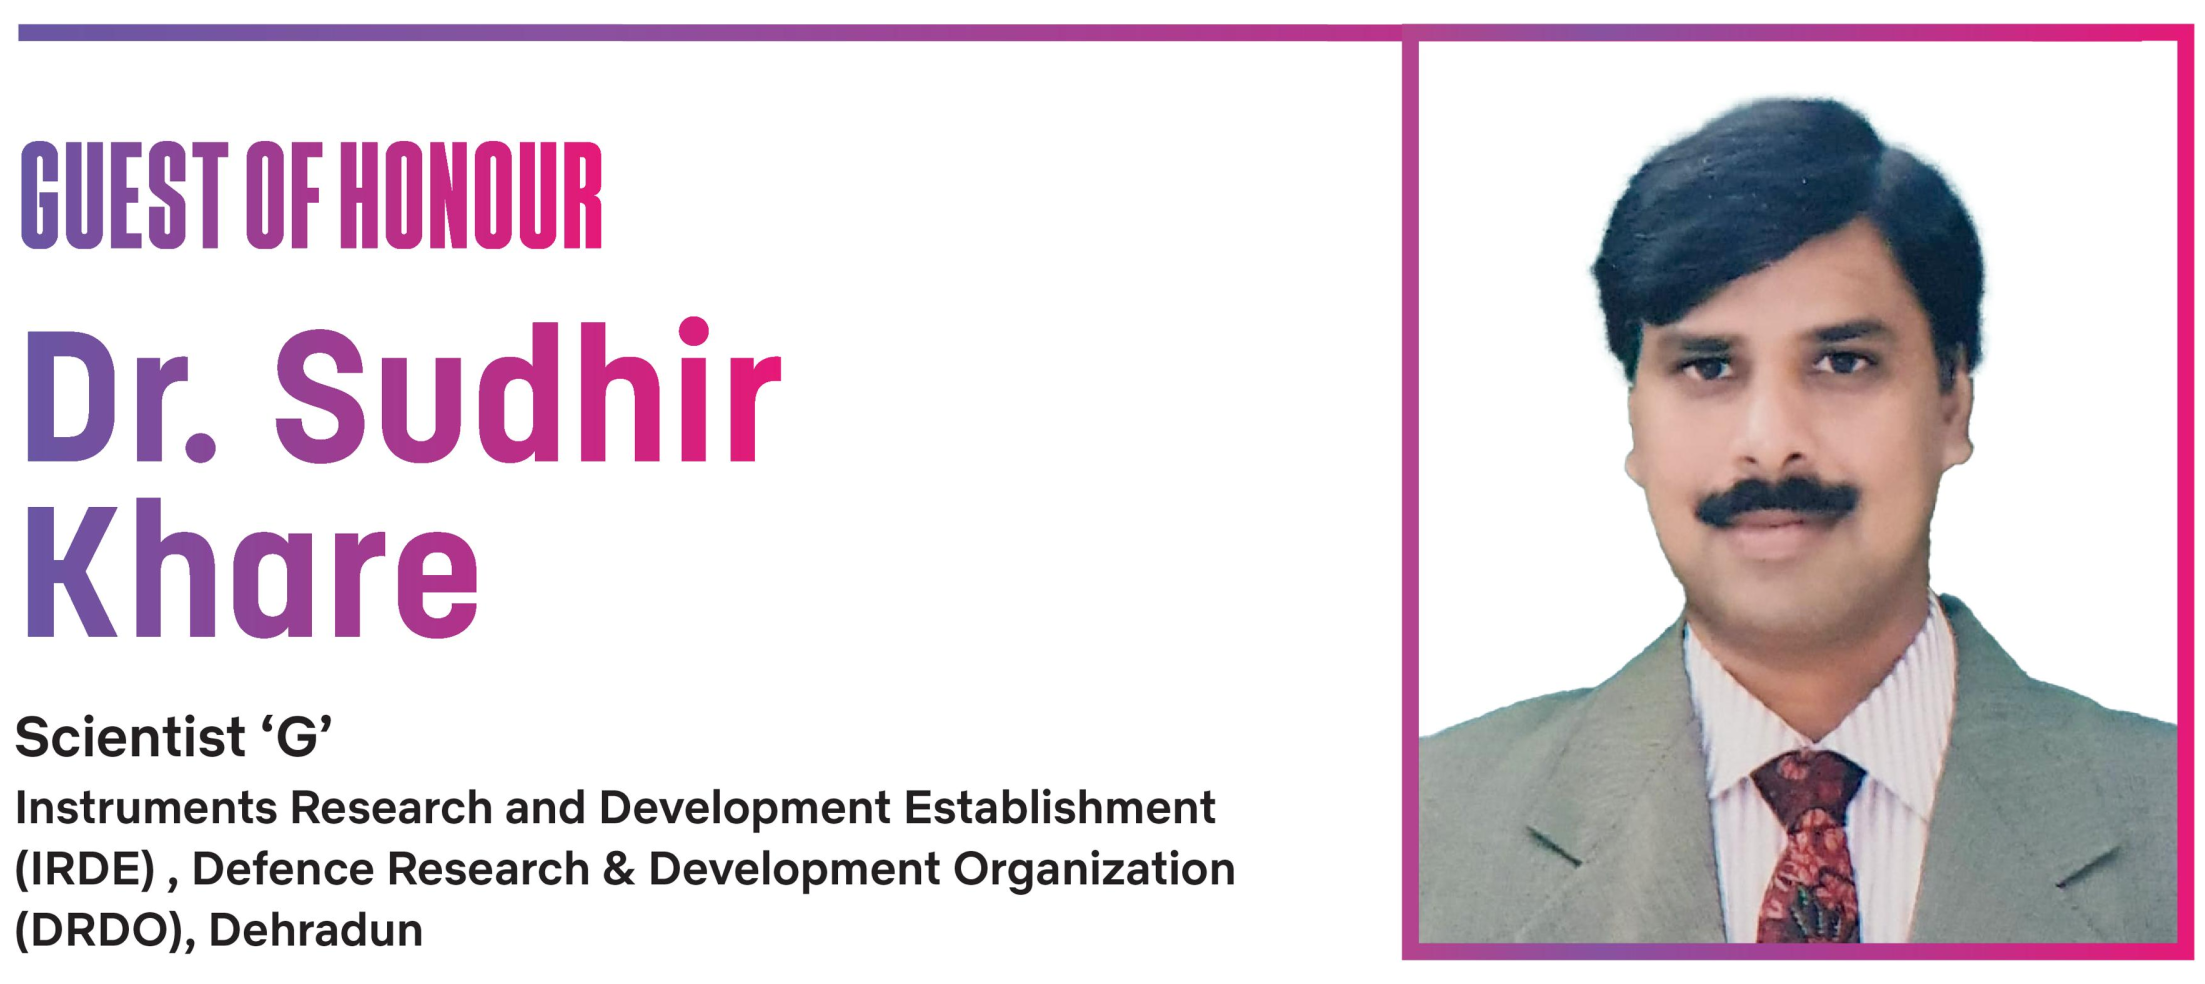 GUEST OF HONOUR
Dr. Sudhir
Khare
Scientist ‘G’
Instruments Research and Development Establishment
(IRDE) , Defence Research & Development Organization
(DRDO), Dehradun